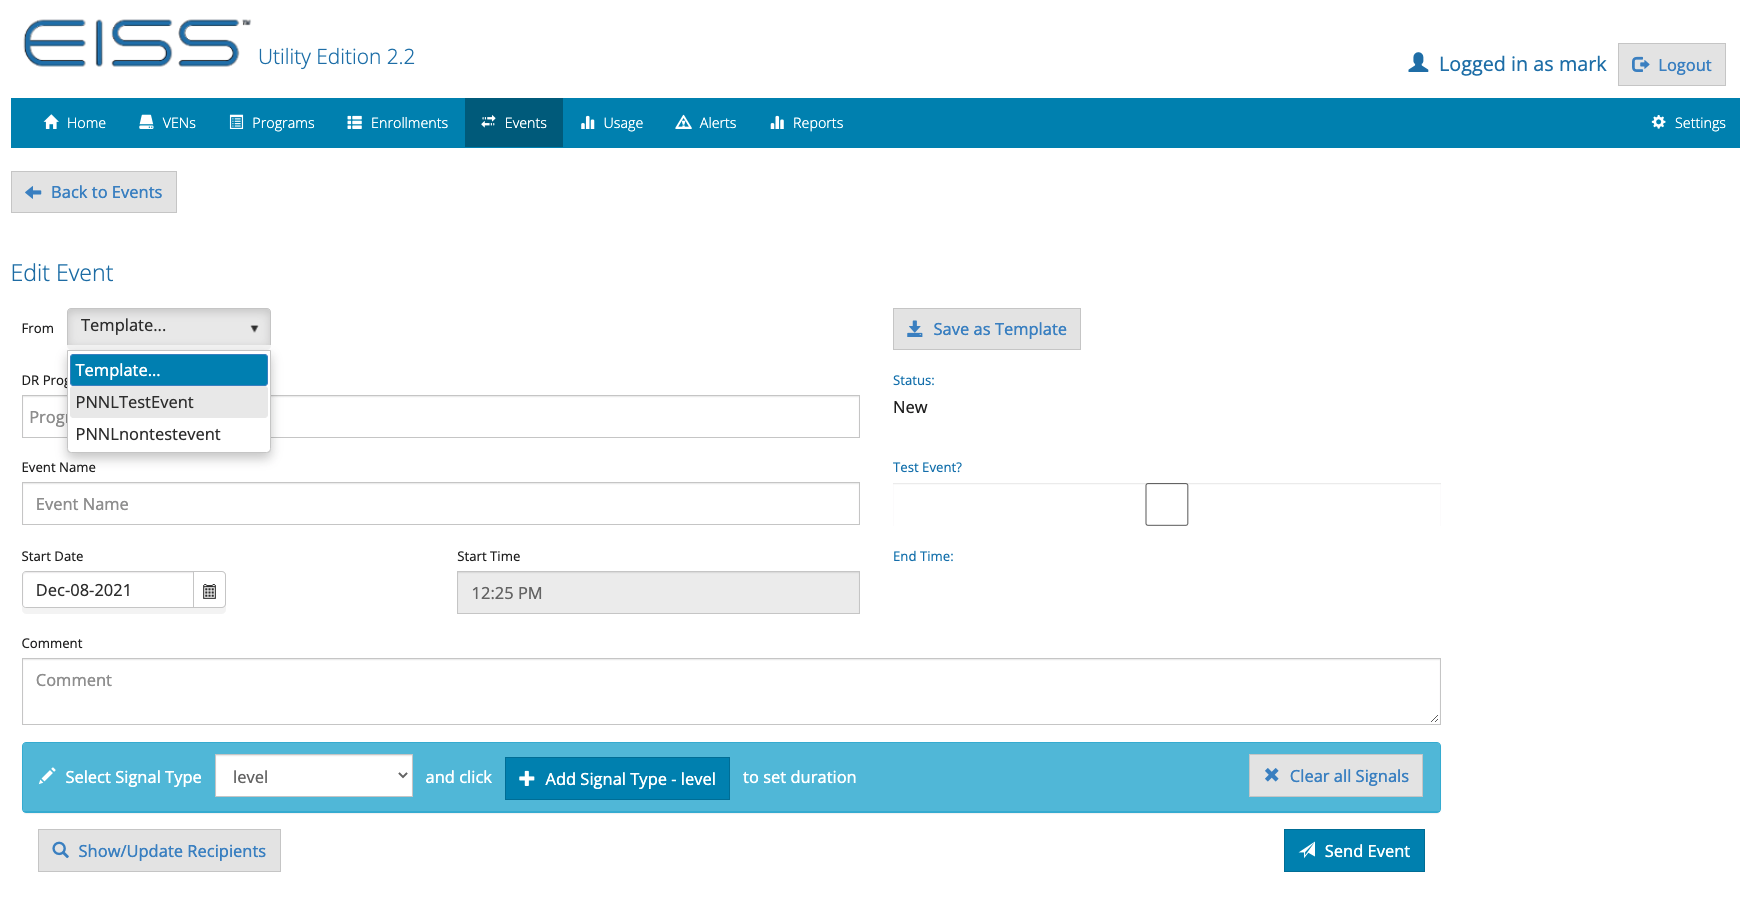 EISS™ Utility Edition 2.2
Logged in as mark
Logout
Home VENs Programs Enrollments Events Usage Alerts Reports Settings
Back to Events
Edit Event
From Template...
Save as Template
Template...
PNNLTestEvent
PNNLnontestevent
DR Prog
Status:
Progr
New
Event Name
Test Event?
Event Name
Start Date
Start Time
End Time:
Dec-08-2021
12:25 PM
Comment
Comment
Select Signal Type level and click Add Signal Type - level to set duration Clear all Signals
Show/Update Recipients
Send Event